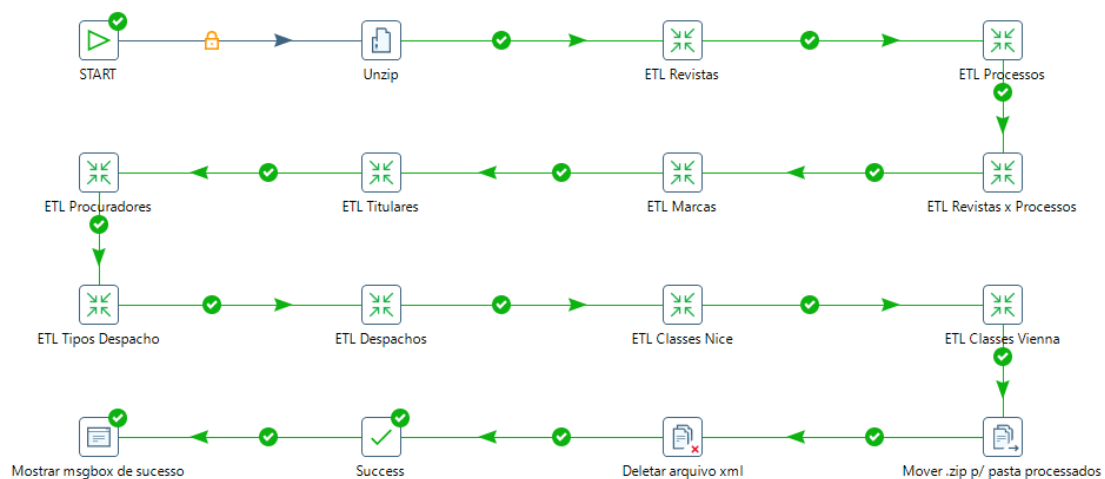 START
Unzip
ETL Revistas
ETL Processos
ETL Procuradores
ETL Titulares
ETL Marcas
ETL Revistas x Processos
ETL Tipos Despacho
ETL Despachos
ETL Classes Nice
ETL Classes Vienna
Mostrar msgbox de sucesso
Success
Deletar arquivo xml
Mover .zip p/ pasta processados